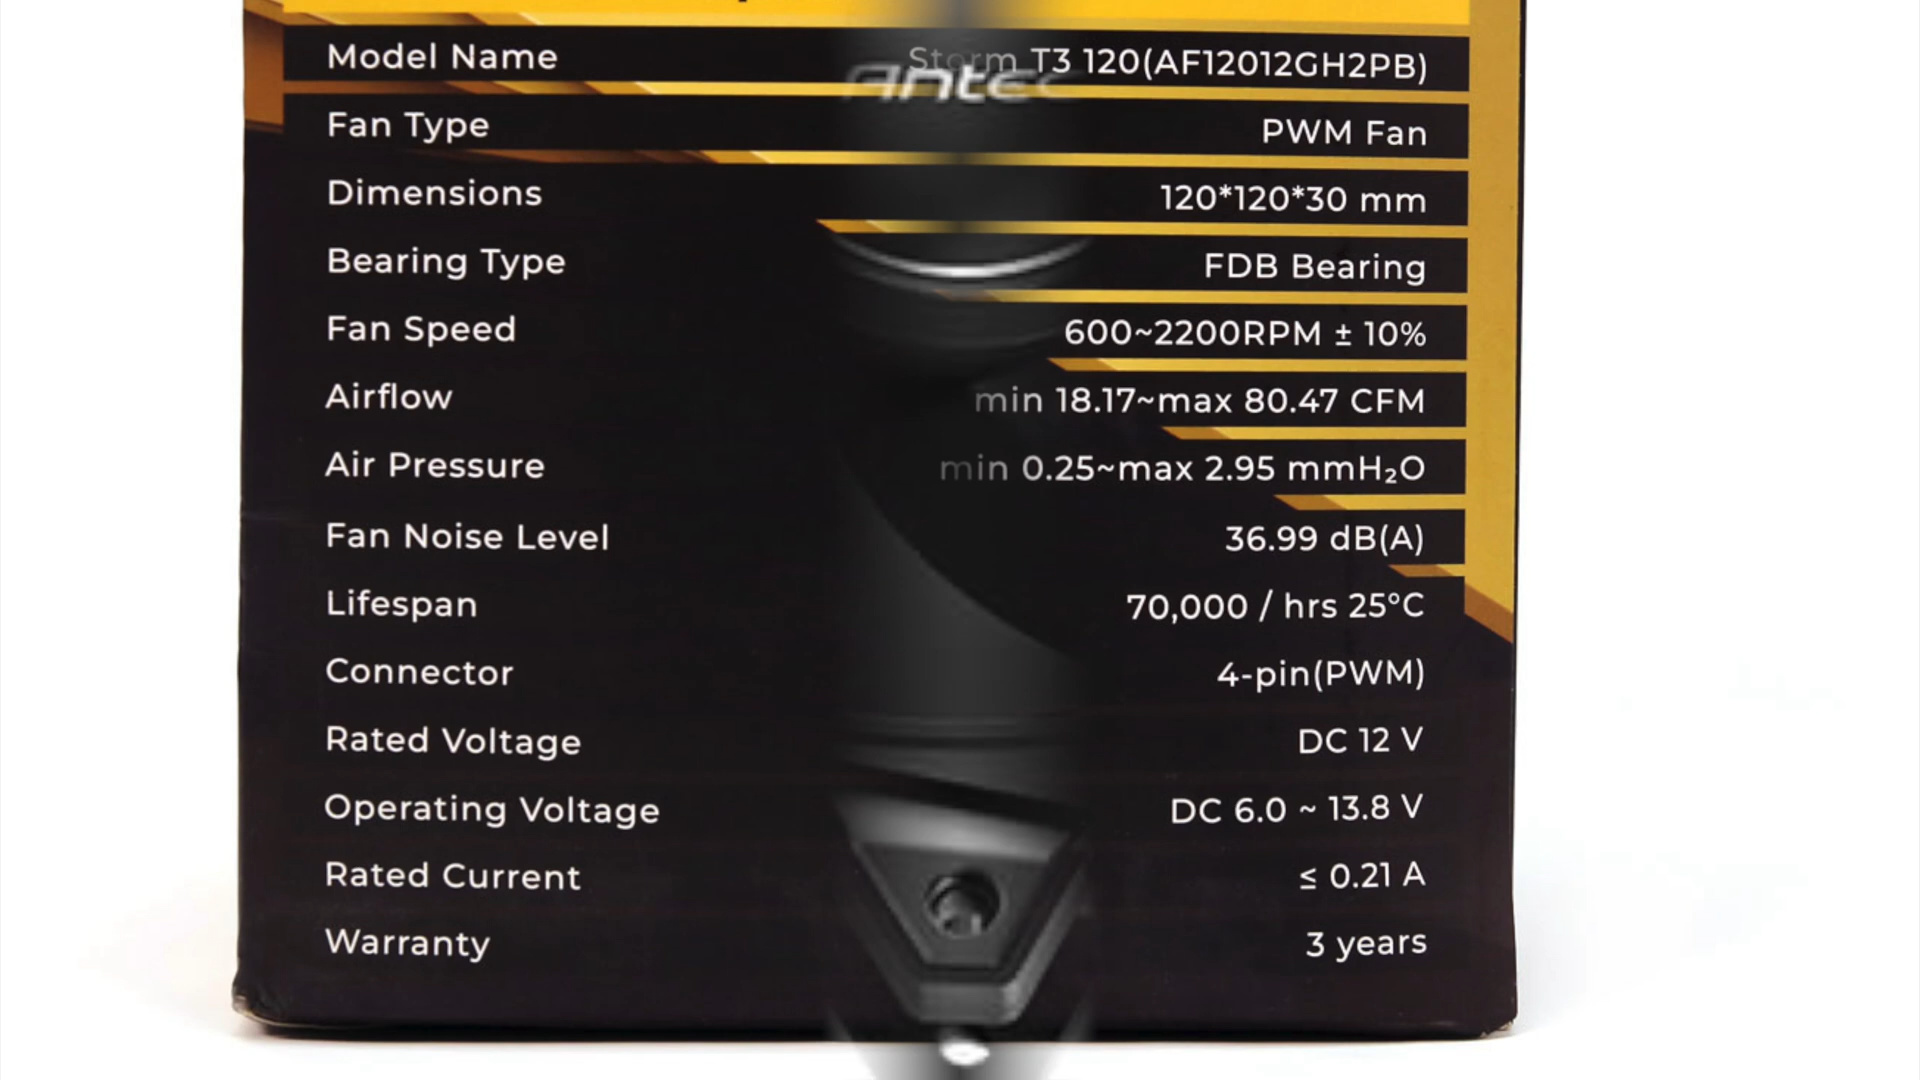 Model Name Storm T3 120(AF12012GH2PB)
Antec
Fan Type PWM Fan
Dimensions 120*120*30 mm
Bearing Type FDB Bearing
Fan Speed 600~2200RPM ± 10%
Airflow min 18.17~max 80.47 CFM
Air Pressure min 0.25~max 2.95 mmH₂O
Fan Noise Level 36.99 dB(A)
Lifespan 70,000 / hrs 25°C
Connector 4-pin(PWM)
Rated Voltage DC 12 V
Operating Voltage DC 6.0 ~ 13.8 V
Rated Current ≤ 0.21 A
Warranty 3 years